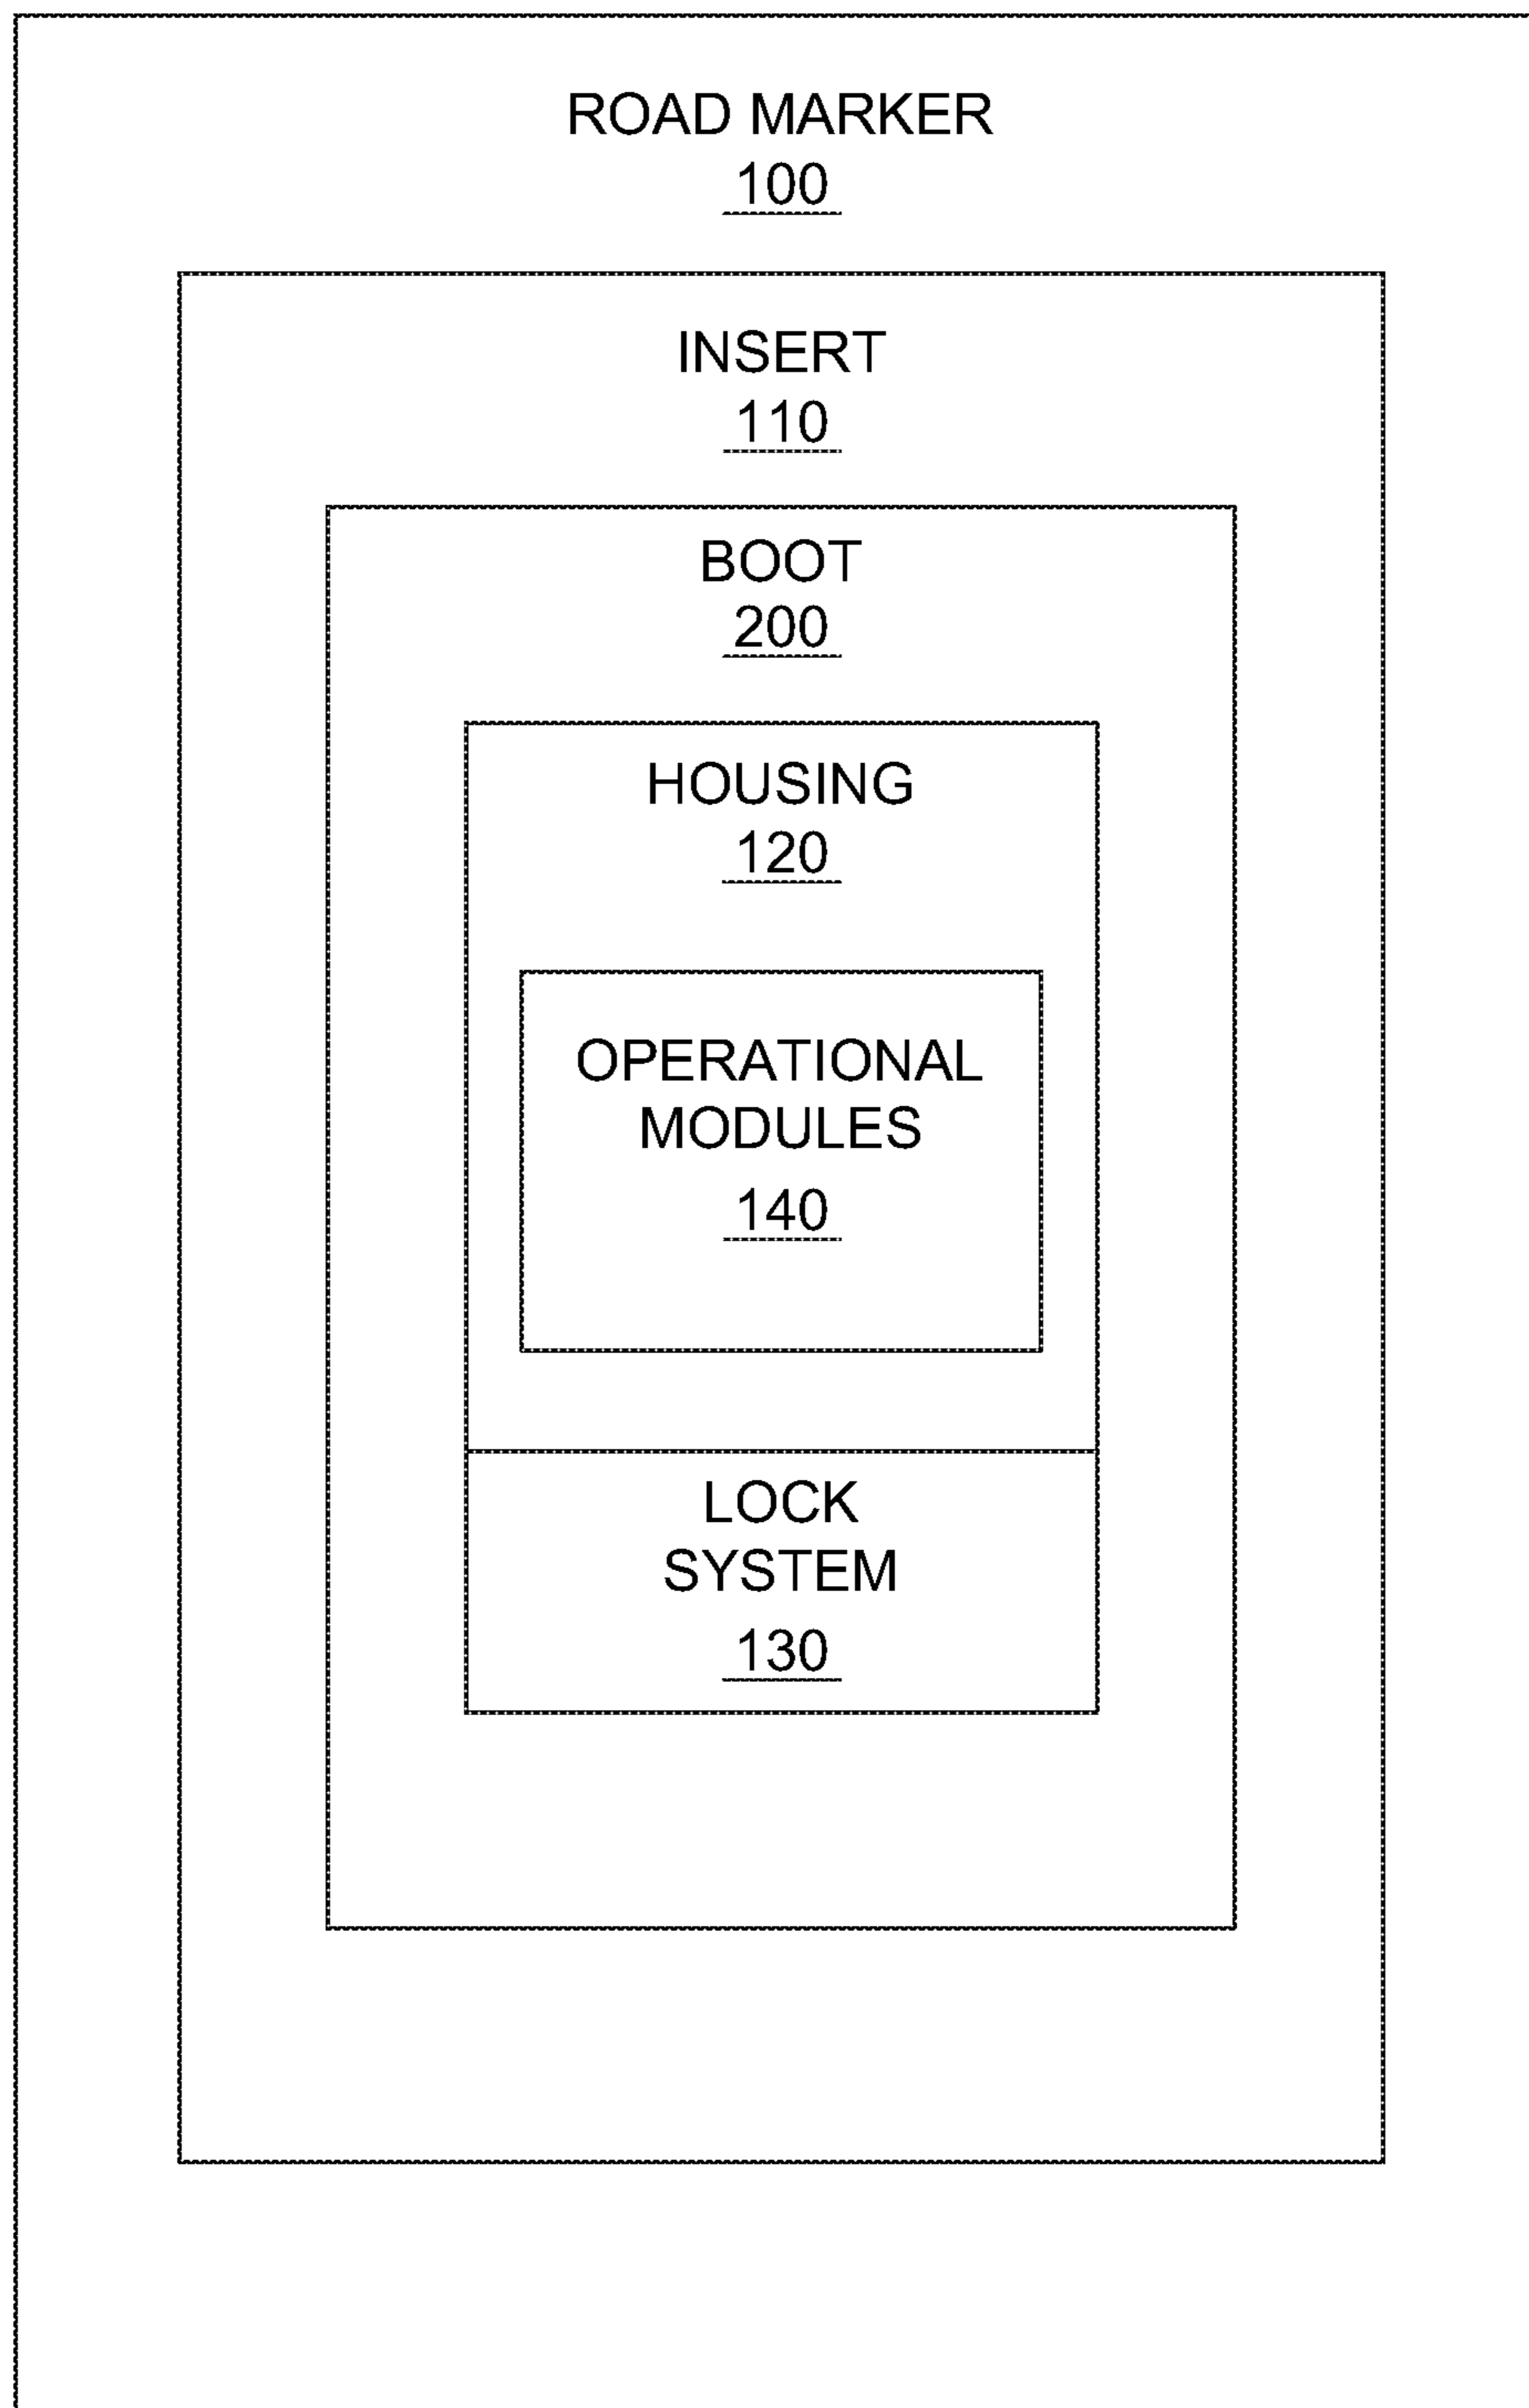 ROAD MARKER
100
INSERT
110
BOOT
200
HOUSING
120
OPERATIONAL
MODULES
140
LOCK
SYSTEM
130